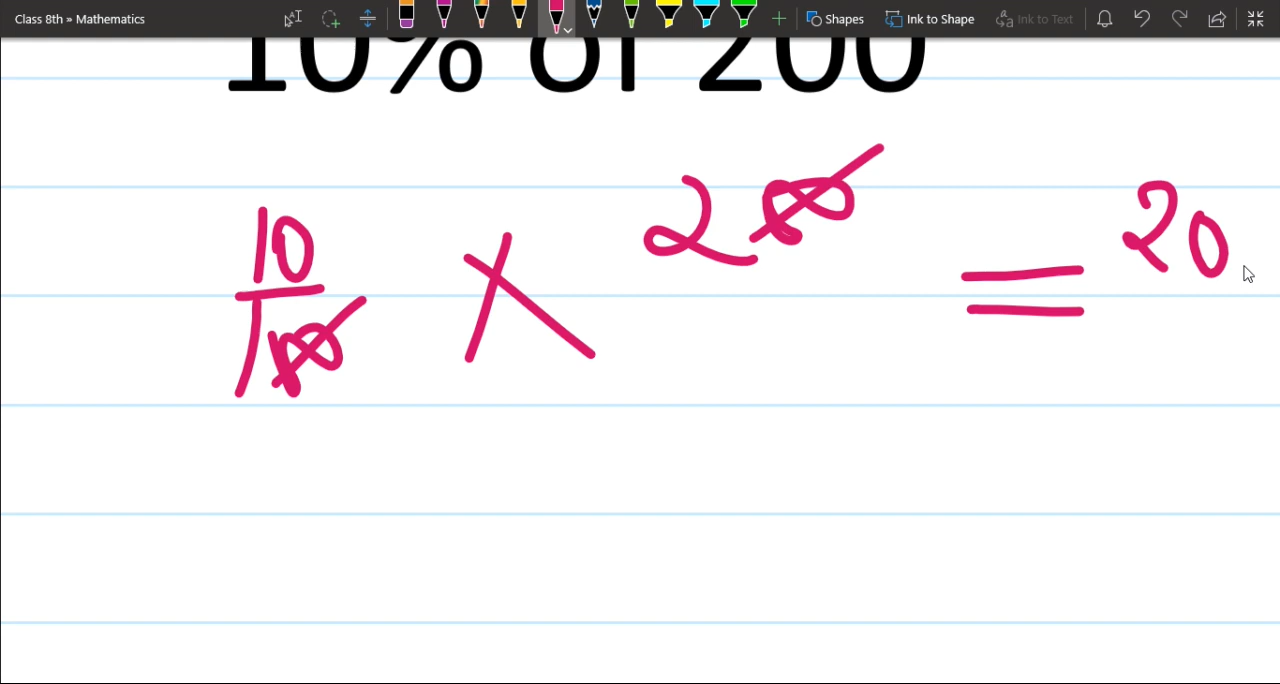 Class 8th » Mathematics
Shapes
Ink to Shape
Ink to Text
10% of 200
10
100
×
200
=
20